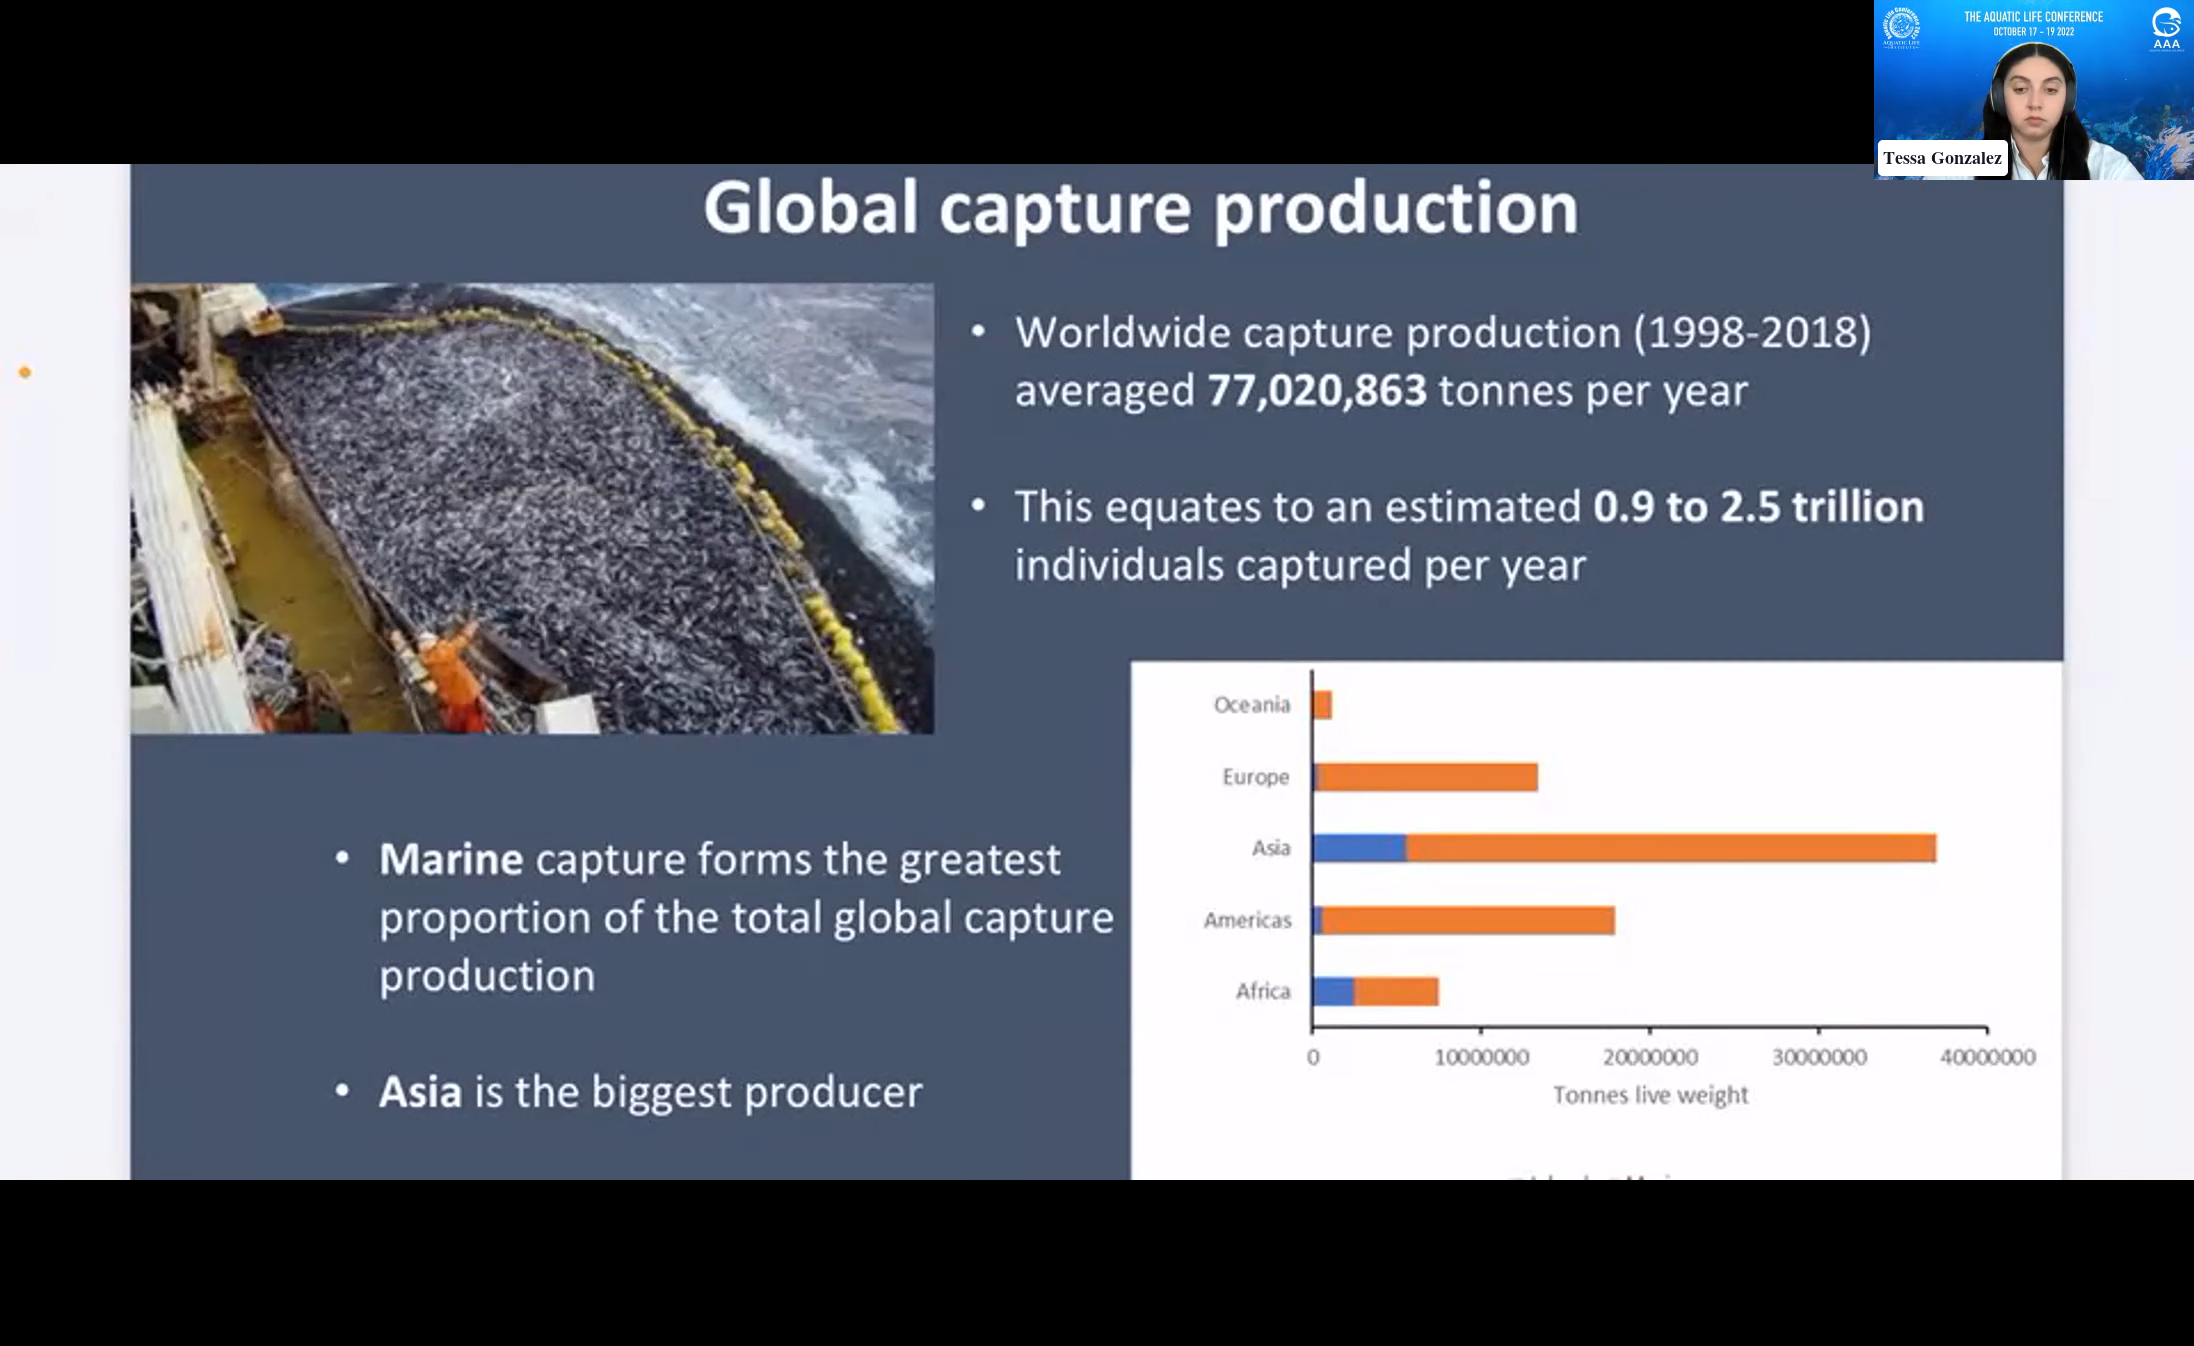 THE AQUATIC LIFE CONFERENCE
OCTOBER 17 - 19 2022
AQUATIC LIFE
INSTITUTE
AAA
Tessa Gonzalez
Global capture production
• Worldwide capture production (1998-2018)
averaged 77,020,863 tonnes per year
• This equates to an estimated 0.9 to 2.5 trillion
individuals captured per year
• Marine capture forms the greatest
proportion of the total global capture
production
• Asia is the biggest producer
Oceania
Europe
Asia
Americas
Africa
0 10000000 20000000 30000000 40000000
Tonnes live weight